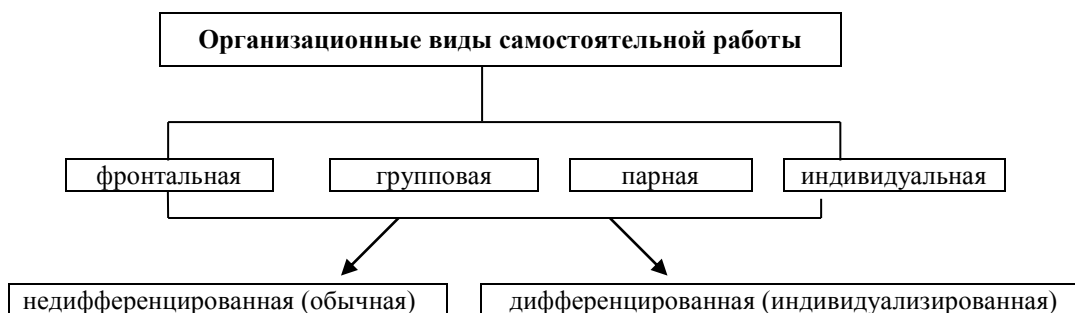 Организационные виды самостоятельной работы
фронтальная
групповая
парная
индивидуальная
недифференцированная (обычная)
дифференцированная (индивидуализированная)